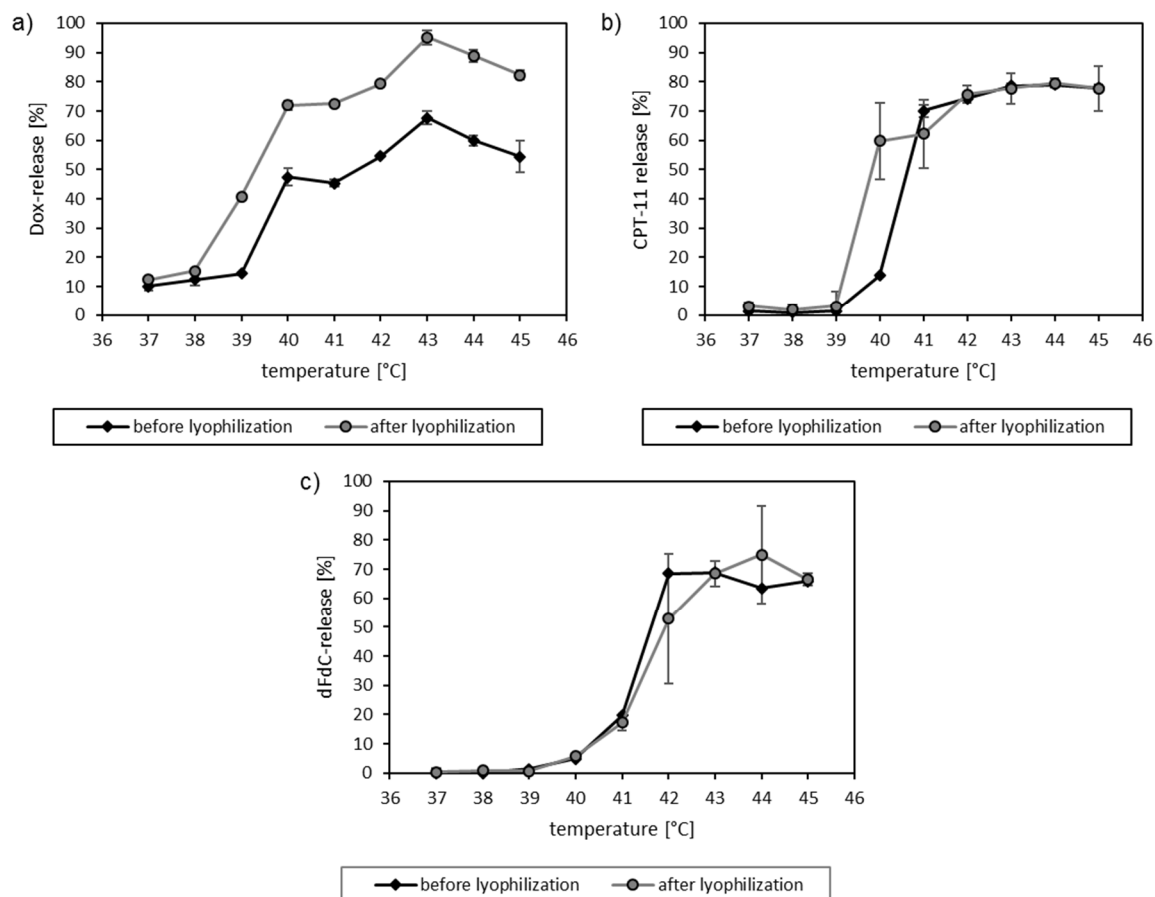 a)
Dox-release [%]
100
90
80
70
60
50
40
30
20
10
0
36 37 38 39 40 41 42 43 44 45 46
temperature [°C]
before lyophilization after lyophilization
b)
CPT-11 release [%]
100
90
80
70
60
50
40
30
20
10
0
36 37 38 39 40 41 42 43 44 45 46
temperature [°C]
before lyophilization after lyophilization
c)
dFdC-release [%]
100
90
80
70
60
50
40
30
20
10
0
36 37 38 39 40 41 42 43 44 45 46
temperature [°C]
before lyophilization after lyophilization